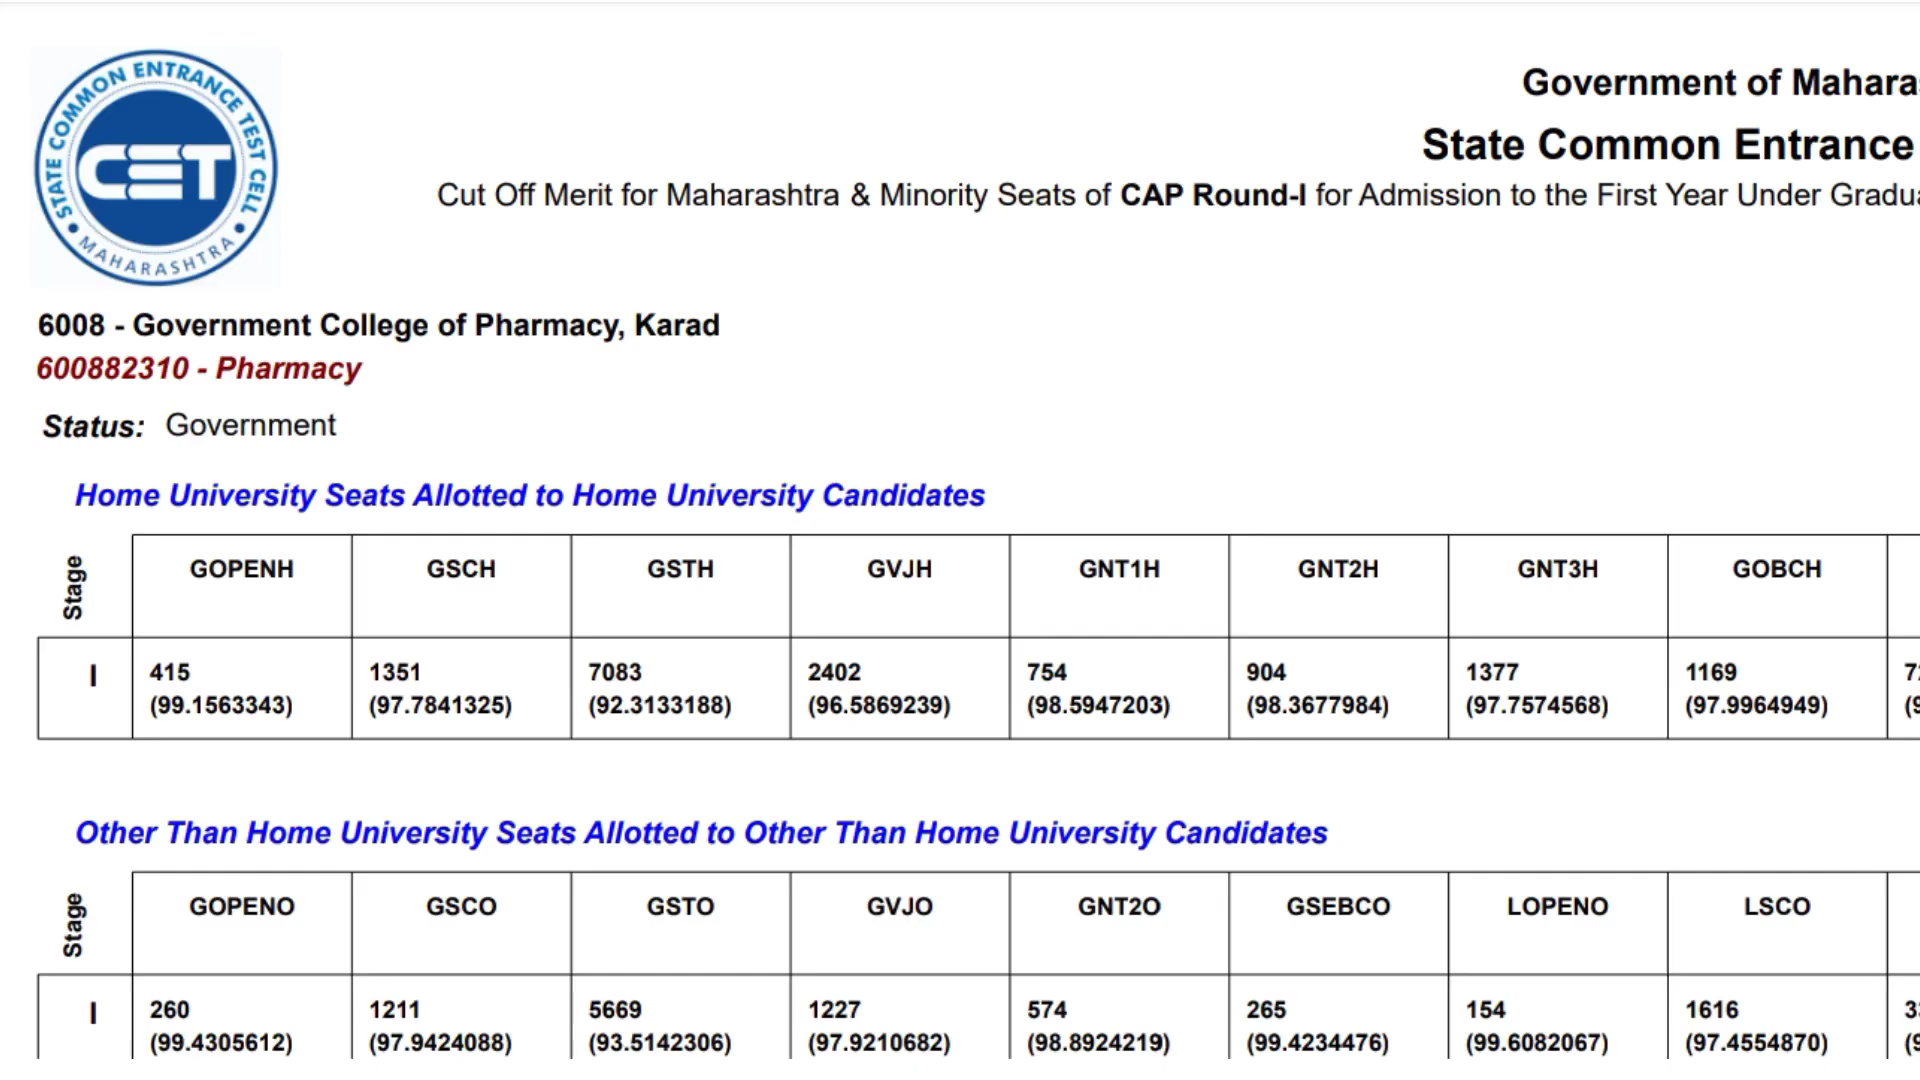 STATE COMMON ENTRANCE TEST CELL
CET
MAHARASHTRA
Government of Mahara
State Common Entrance
Cut Off Merit for Maharashtra & Minority Seats of CAP Round-I for Admission to the First Year Under Gradua
6008 - Government College of Pharmacy, Karad
600882310 - Pharmacy
Status: Government
Home University Seats Allotted to Home University Candidates
Stage GOPENH GSCH GSTH GVJH GNT1H GNT2H GNT3H GOBCH
I 415 1351 7083 2402 754 904 1377 1169
(99.1563343) (97.7841325) (92.3133188) (96.5869239) (98.5947203) (98.3677984) (97.7574568) (97.9964949)
Other Than Home University Seats Allotted to Other Than Home University Candidates
Stage GOPENO GSCO GSTO GVJO GNT2O GSEBCO LOPENO LSCO
I 260 1211 5669 1227 574 265 154 1616
(99.4305612) (97.9424088) (93.5142306) (97.9210682) (98.8924219) (99.4234476) (99.6082067) (97.4554870)